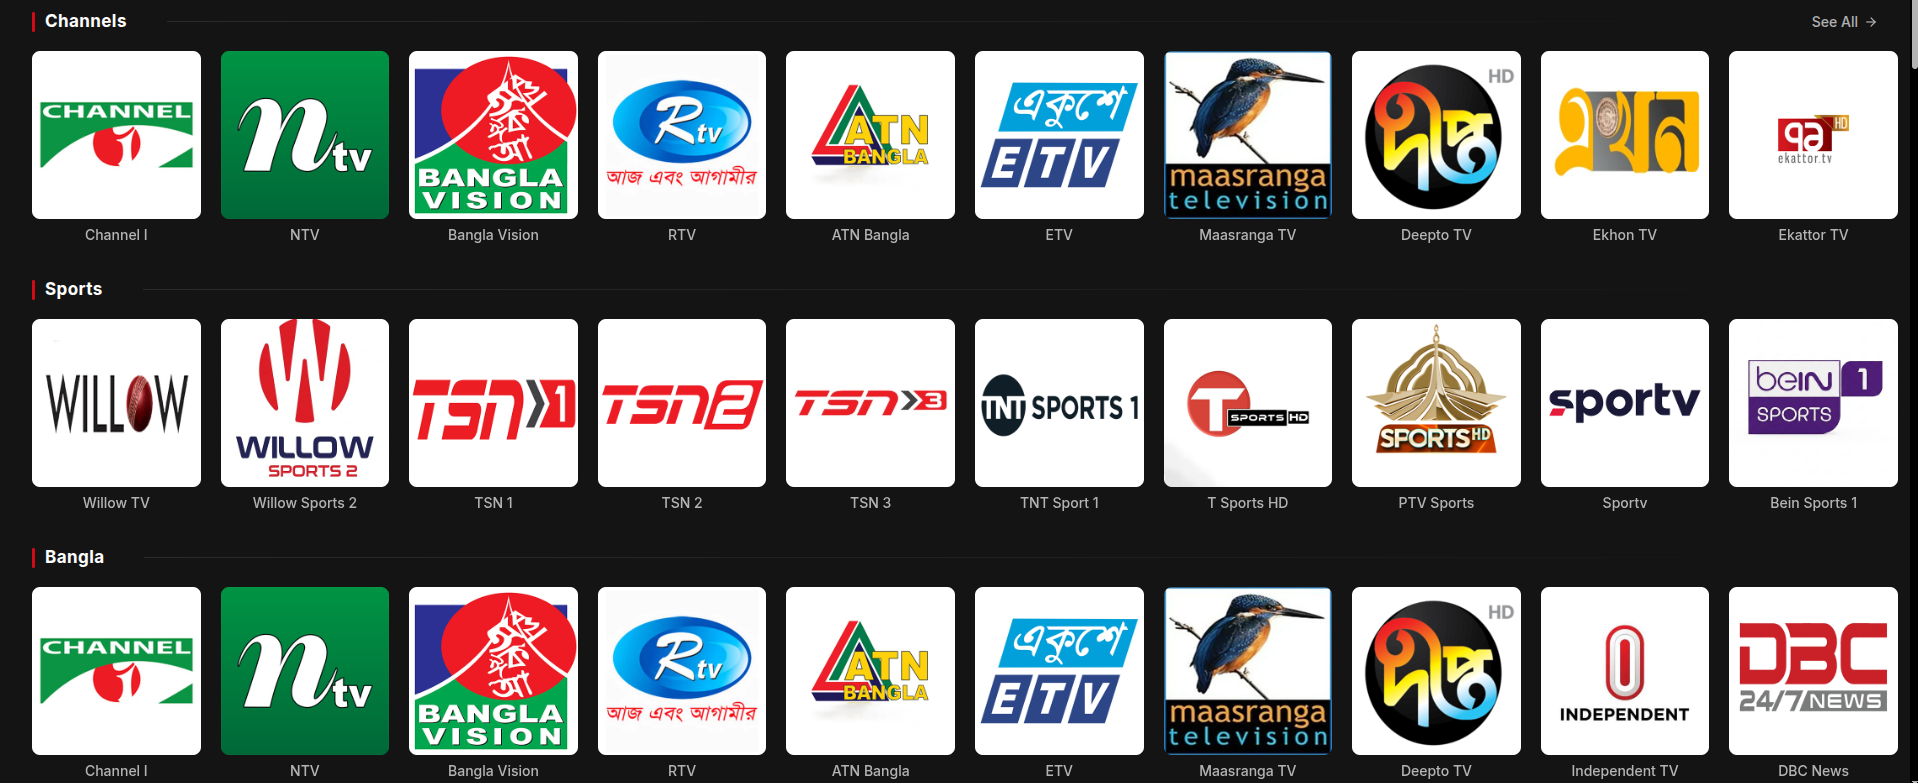 Channels
See All →
CHANNEL
i
ntv
BANGLA
VISION
Rtv
আজ এবং আগামীর
ATN
BANGLA
একুশে
ETV
maasranga
television
দীপ্ত
HD
এখন
HD
ekattor.tv
Channel I
NTV
Bangla Vision
RTV
ATN Bangla
ETV
Maasranga TV
Deepto TV
Ekhon TV
Ekattor TV
Sports
WILLOW
WILLOW
SPORTS 2
TSN 1
TSN 2
TSN 3
TNT SPORTS 1
T SPORTS HD
SPORTS HD
sportv
beIN 1
SPORTS
Willow TV
Willow Sports 2
TSN 1
TSN 2
TSN 3
TNT Sport 1
T Sports HD
PTV Sports
Sportv
Bein Sports 1
Bangla
CHANNEL
i
ntv
BANGLA
VISION
Rtv
আজ এবং আগামীর
ATN
BANGLA
একুশে
ETV
maasranga
television
দীপ্ত
HD
INDEPENDENT
DBC
24/7 NEWS
Channel I
NTV
Bangla Vision
RTV
ATN Bangla
ETV
Maasranga TV
Deepto TV
Independent TV
DBC News